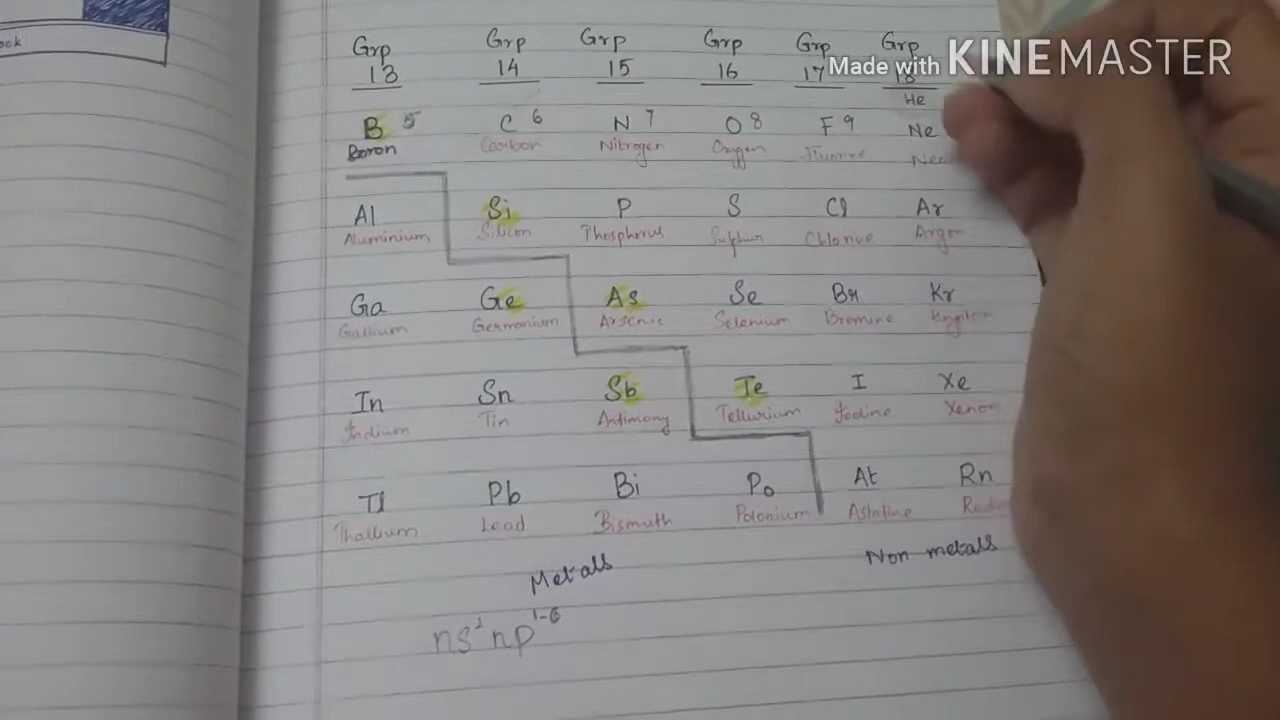 ock
Grp Grp Grp Grp Grp Grp
13 14 15 16 17 18
Made with KINEMASTER
He
B 5 C 6 N 7 O 8 F 9 Ne
Boron Carbon Nitrogen Oxygen Fluorine
Al Si P S Cl Ar
Aluminium Silicon Phosphorus Sulphur Chlorine Argon
Ga Ge As Se Br Kr
Gallium Germanium Arsenic Selenium Bromine
In Sn Sb Te I Xe
Indium Tin Antimony Tellurium Iodine Xenon
Tl Pb Bi Po At Rn
Thallium Lead Bismuth Polonium Astatine
Metals Non metals
ns² np¹⁻⁶